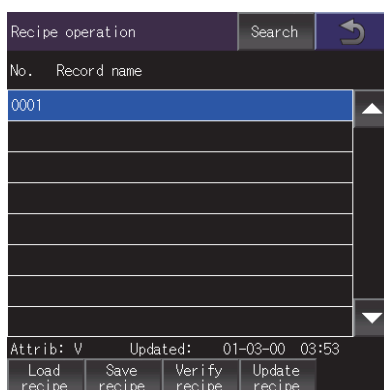 Recipe operation Search
No. Record name
0001
Attrib: V Updated: 01-03-00 03:53
Load recipe
Save recipe
Verify recipe
Update recipe